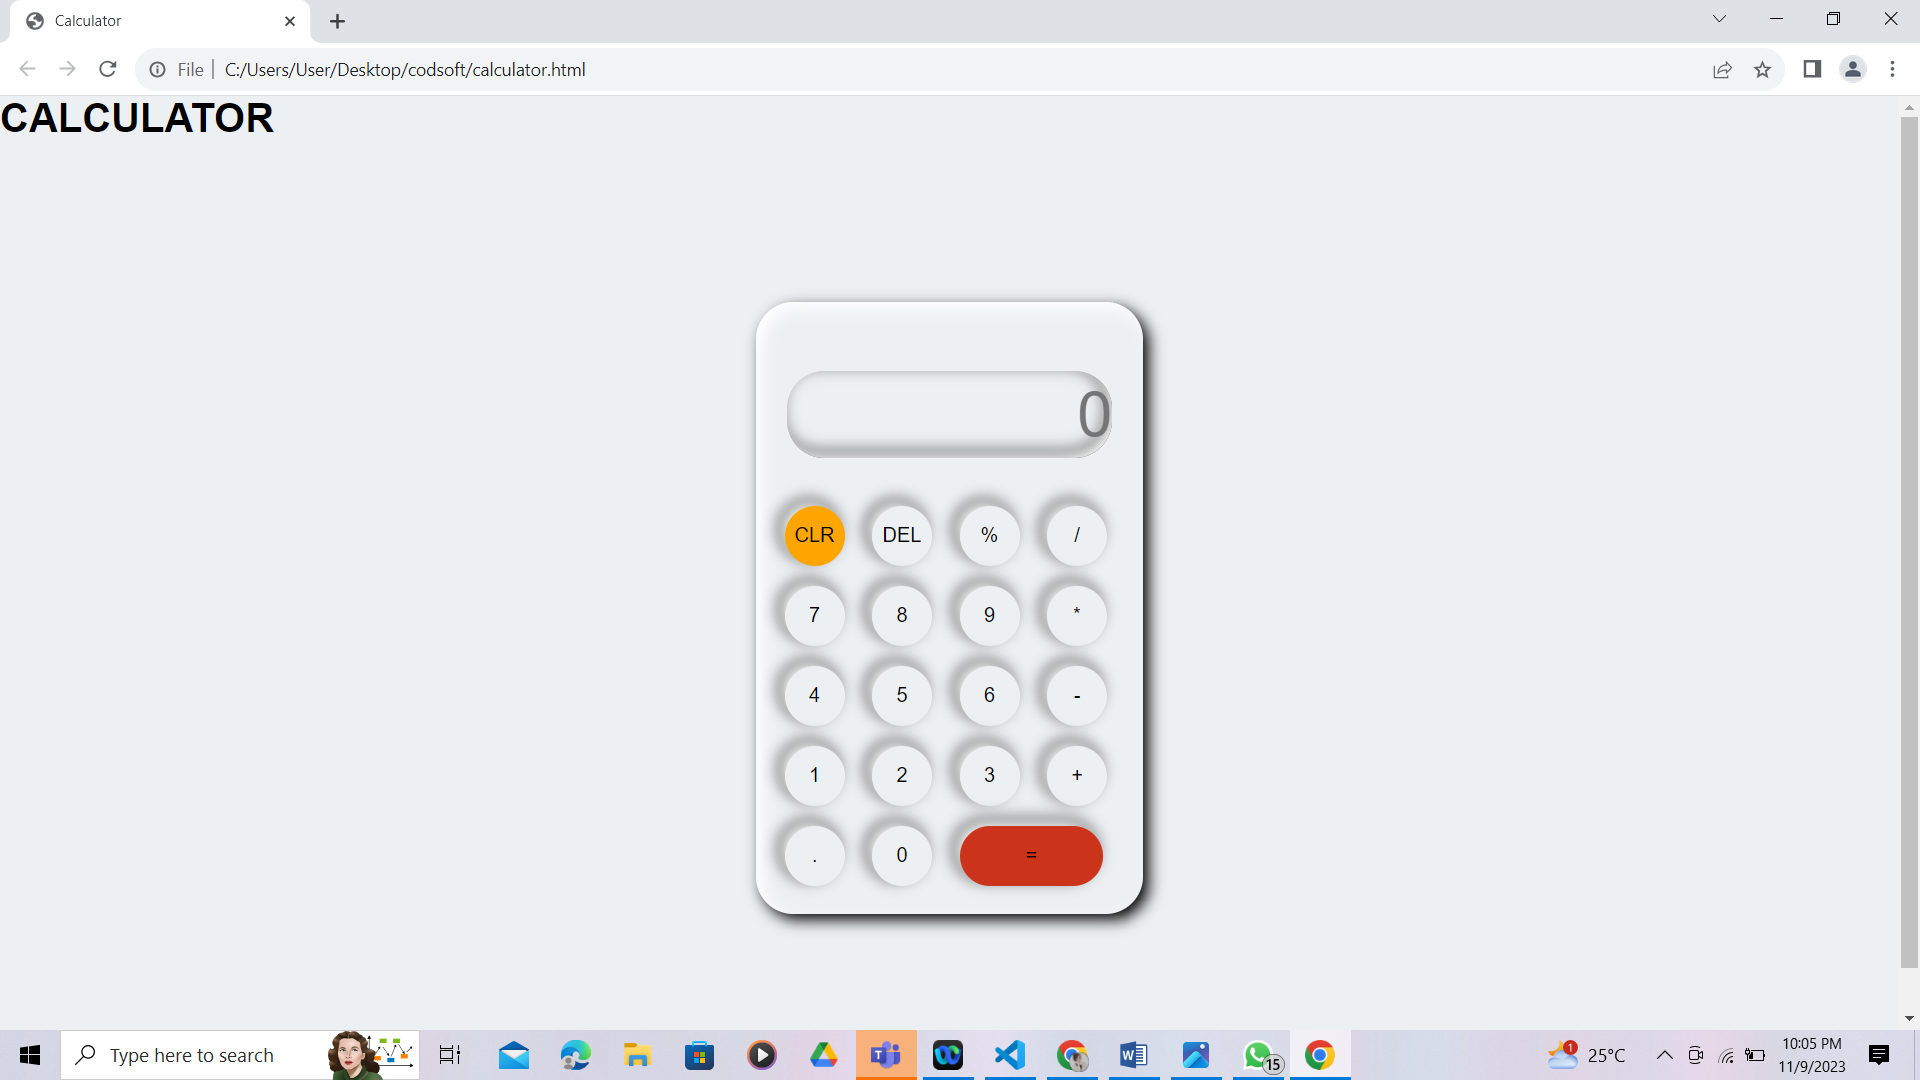 Calculator
File
C:/Users/User/Desktop/codsoft/calculator.html
CALCULATOR
0
CLR DEL % /
7 8 9 *
4 5 6 -
1 2 3 +
. 0 =
Type here to search
T
W
15
1
25°C
10:05 PM
11/9/2023